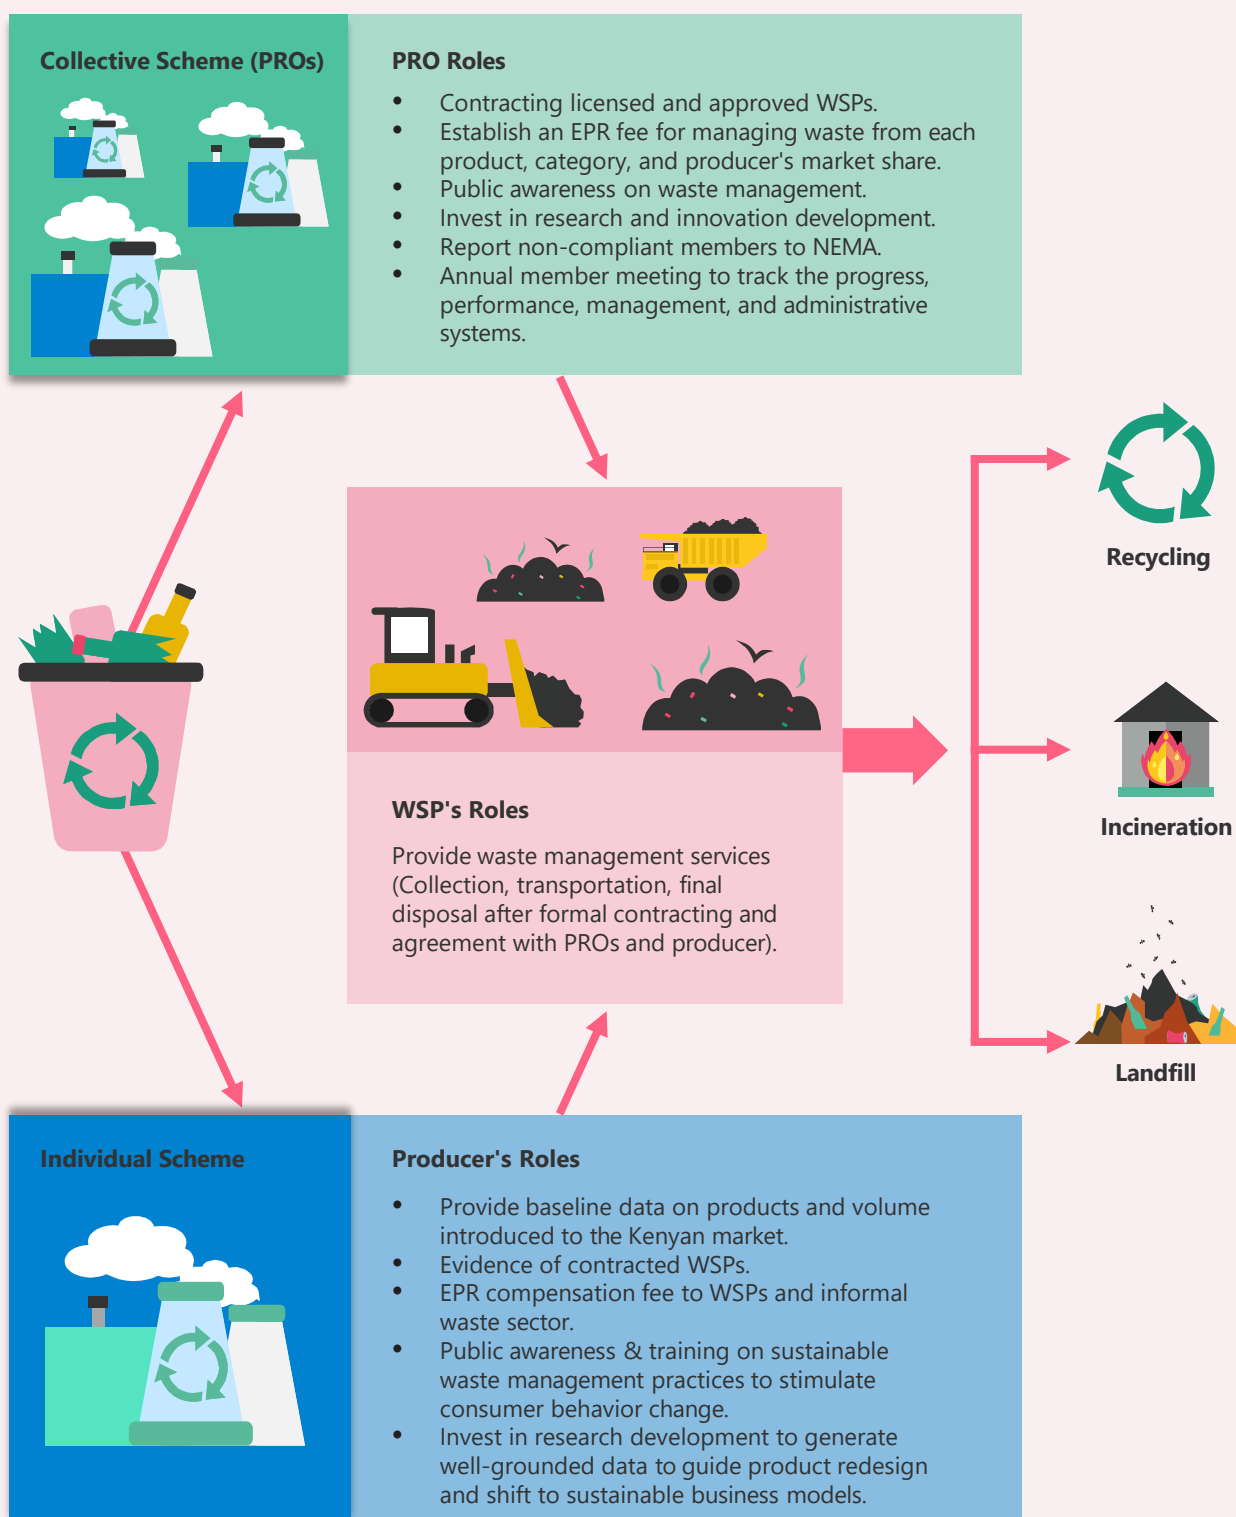 Collective Scheme (PROs)
PRO Roles
• Contracting licensed and approved WSPs.
• Establish an EPR fee for managing waste from each
product, category, and producer's market share.
• Public awareness on waste management.
• Invest in research and innovation development.
• Report non-compliant members to NEMA.
• Annual member meeting to track the progress,
performance, management, and administrative
systems.
Recycling
Incineration
Landfill
WSP's Roles
Provide waste management services
(Collection, transportation, final
disposal after formal contracting and
agreement with PROs and producer).
Individual Scheme
Producer's Roles
• Provide baseline data on products and volume
introduced to the Kenyan market.
• Evidence of contracted WSPs.
• EPR compensation fee to WSPs and informal
waste sector.
• Public awareness & training on sustainable
waste management practices to stimulate
consumer behavior change.
• Invest in research development to generate
well-grounded data to guide product redesign
and shift to sustainable business models.